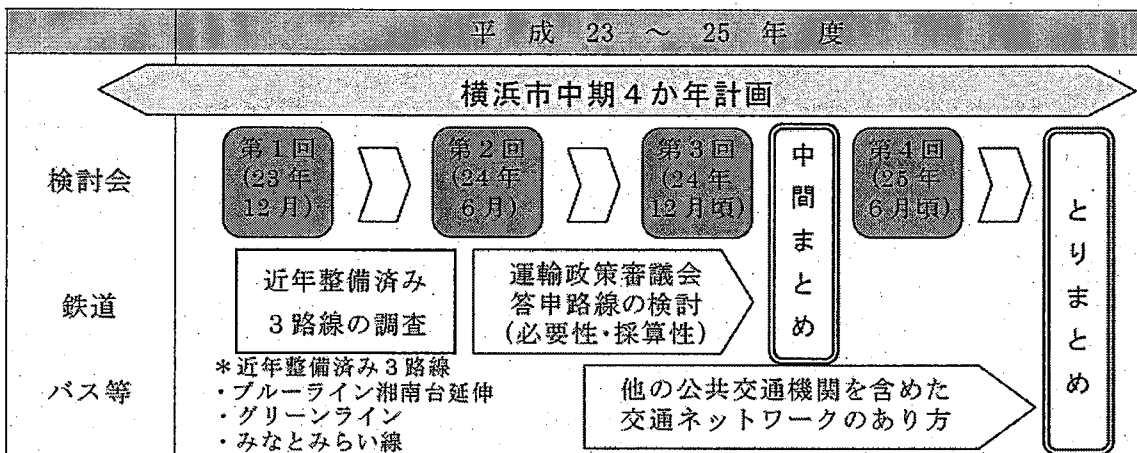 平成23～25年度
横浜市中期４か年計画
検討会
第１回
(23年
12月)
第２回
(24年
６月)
第３回
(24年
12月頃)
中間まとめ
第４回
(25年
６月頃)
とりまとめ
鉄道
近年整備済み
３路線の調査
運輸政策審議会
答申路線の検討
(必要性・採算性)
バス等
＊近年整備済み３路線
・ブルーライン湘南台延伸
・グリーンライン
・みなとみらい線
他の公共交通機関を含めた
交通ネットワークのあり方